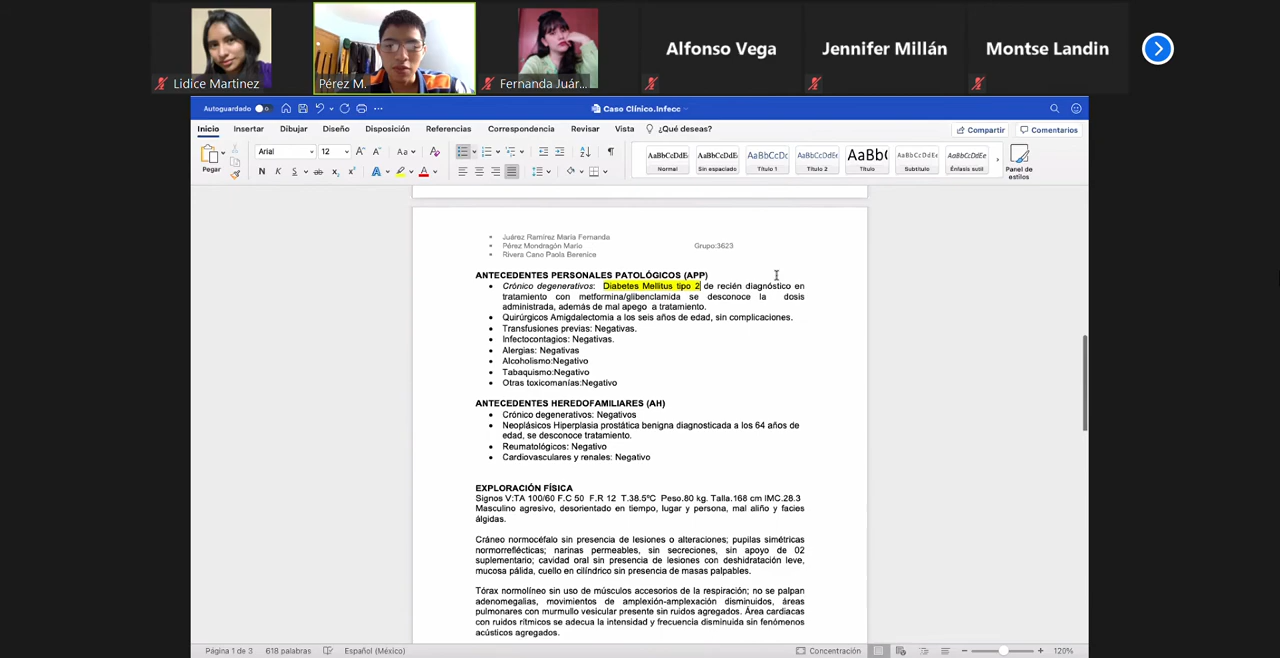 Lidice Martinez
Pérez M.
Fernanda Juár...
Alfonso Vega
Jennifer Millán
Montse Landin
Autoguardado
Caso Clínico.Infecc
Inicio Insertar Dibujar Diseño Disposición Referencias Correspondencia Revisar Vista ¿Qué deseas? Compartir Comentarios
Pegar
Arial 12
N K S ab x₂ x²
AaBbCcDdEe Normal
AaBbCcDdEe Sin espaciado
AaBbCcDc Título 1
AaBbCcDdEe Título 2
AaBb( Título
AaBbCcDdEe Subtítulo
AaBbCcDdEe Énfasis sutil
Panel de estilos
Juárez Ramírez María Fernanda
Pérez Mondragón Mario Grupo:3623
Rivera Cano Paola Berenice
ANTECEDENTES PERSONALES PATOLÓGICOS (APP)
Crónico degenerativos: Diabetes Mellitus tipo 2 de recién diagnóstico en
tratamiento con metformina/glibenclamida se desconoce la dosis
administrada, además de mal apego a tratamiento.
Quirúrgicos Amigdalectomia a los seis años de edad, sin complicaciones.
Transfusiones previas: Negativas.
Infectocontagios: Negativas.
Alergias: Negativas
Alcoholismo:Negativo
Tabaquismo:Negativo
Otras toxicomanías:Negativo
ANTECEDENTES HEREDOFAMILIARES (AH)
Crónico degenerativos: Negativos
Neoplásicos Hiperplasia prostática benigna diagnosticada a los 64 años de
edad, se desconoce tratamiento.
Reumatológicos: Negativo
Cardiovasculares y renales: Negativo
EXPLORACIÓN FÍSICA
Signos V:TA 100/60 F.C 50 F.R 12 T.38.5ºC Peso.80 kg. Talla.168 cm IMC.28.3
Masculino agresivo, desorientado en tiempo, lugar y persona, mal aliño y facies
álgidas.
Cráneo normocéfalo sin presencia de lesiones o alteraciones; pupilas simétricas
normorreflécticas; narinas permeables, sin secreciones, sin apoyo de 02
suplementario; cavidad oral sin presencia de lesiones con deshidratación leve,
mucosa pálida, cuello en cilíndrico sin presencia de masas palpables.
Tórax normolíneo sin uso de músculos accesorios de la respiración; no se palpan
adenomegalias, movimientos de amplexión-amplexación disminuidos, áreas
pulmonares con murmullo vesicular presente sin ruidos agregados. Área cardiacas
con ruidos rítmicos se adecua la intensidad y frecuencia disminuida sin fenómenos
acústicos agregados.
Página 1 de 3 618 palabras Español (México) Concentración 120%